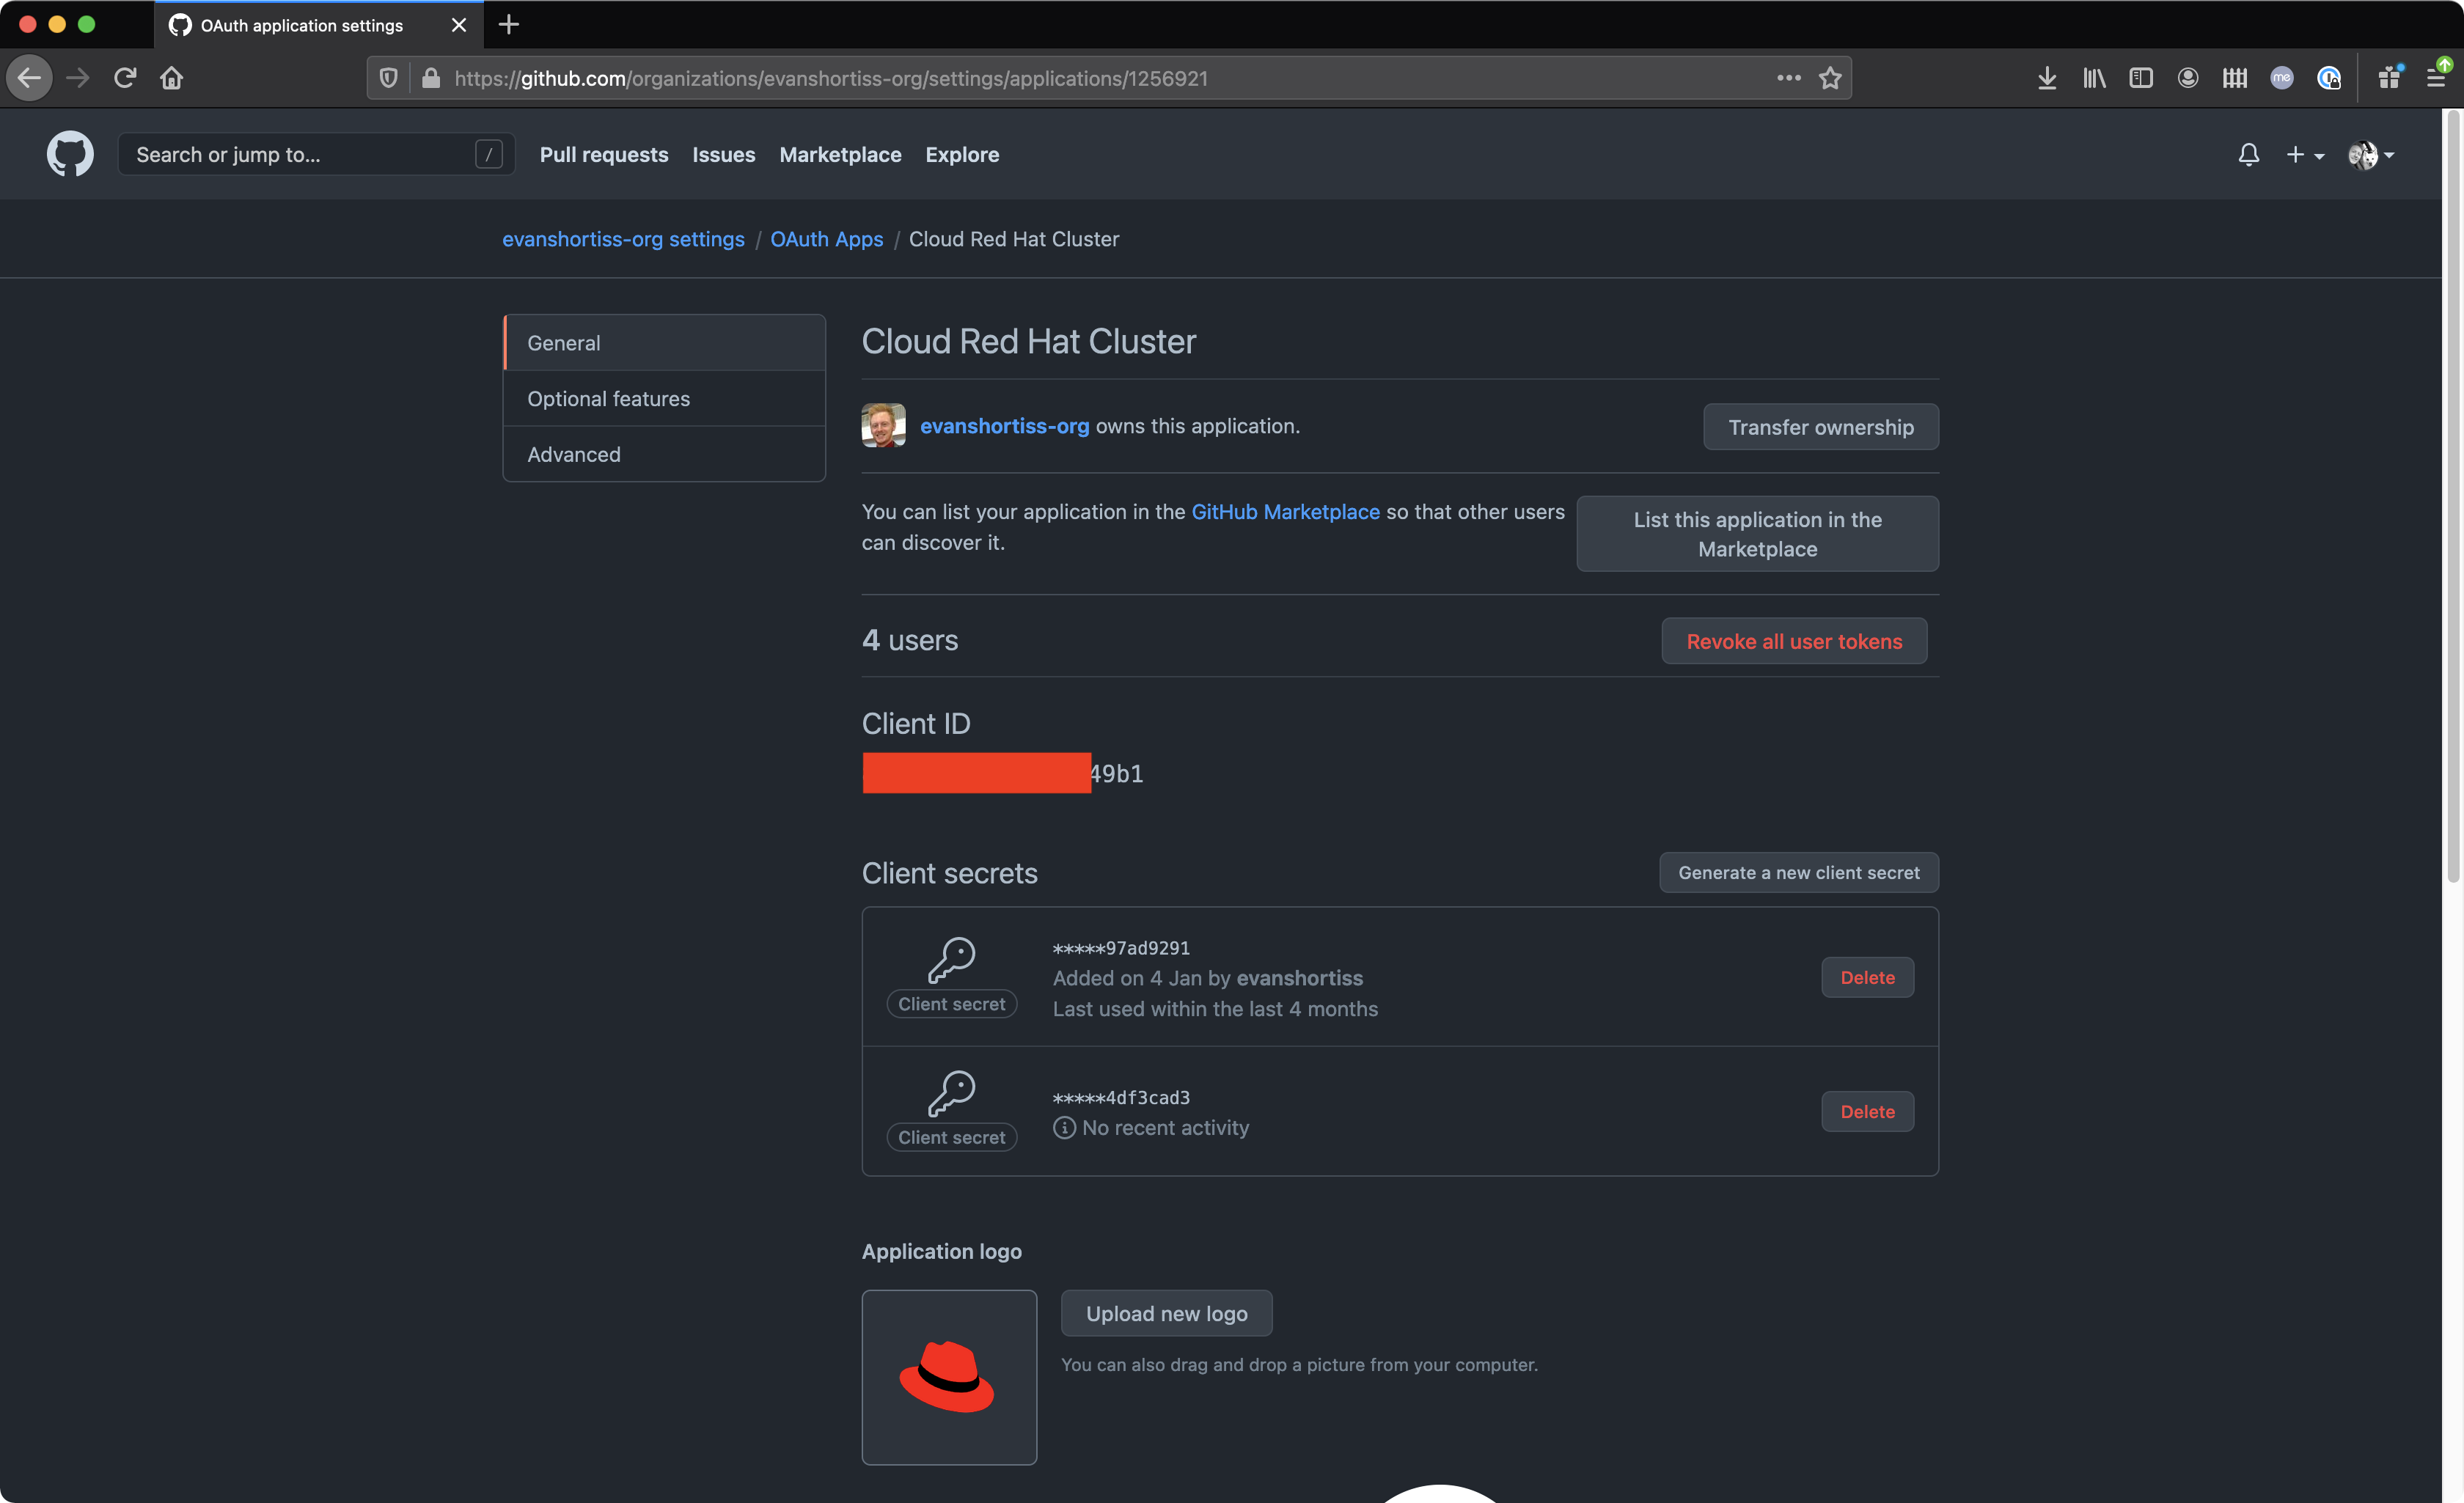 OAuth application settings
https://github.com/organizations/evanshortiss-org/settings/applications/1256921
me
Search or jump to... /
Pull requests Issues Marketplace Explore
evanshortiss-org settings / OAuth Apps / Cloud Red Hat Cluster
General
Optional features
Advanced
Cloud Red Hat Cluster
evanshortiss-org owns this application.
Transfer ownership
You can list your application in the GitHub Marketplace so that other users
can discover it.
List this application in the
Marketplace
4 users
Revoke all user tokens
Client ID
49b1
Client secrets
Generate a new client secret
*****97ad9291
Added on 4 Jan by evanshortiss
Last used within the last 4 months
Client secret
Delete
*****4df3cad3
No recent activity
Client secret
Delete
Application logo
Upload new logo
You can also drag and drop a picture from your computer.